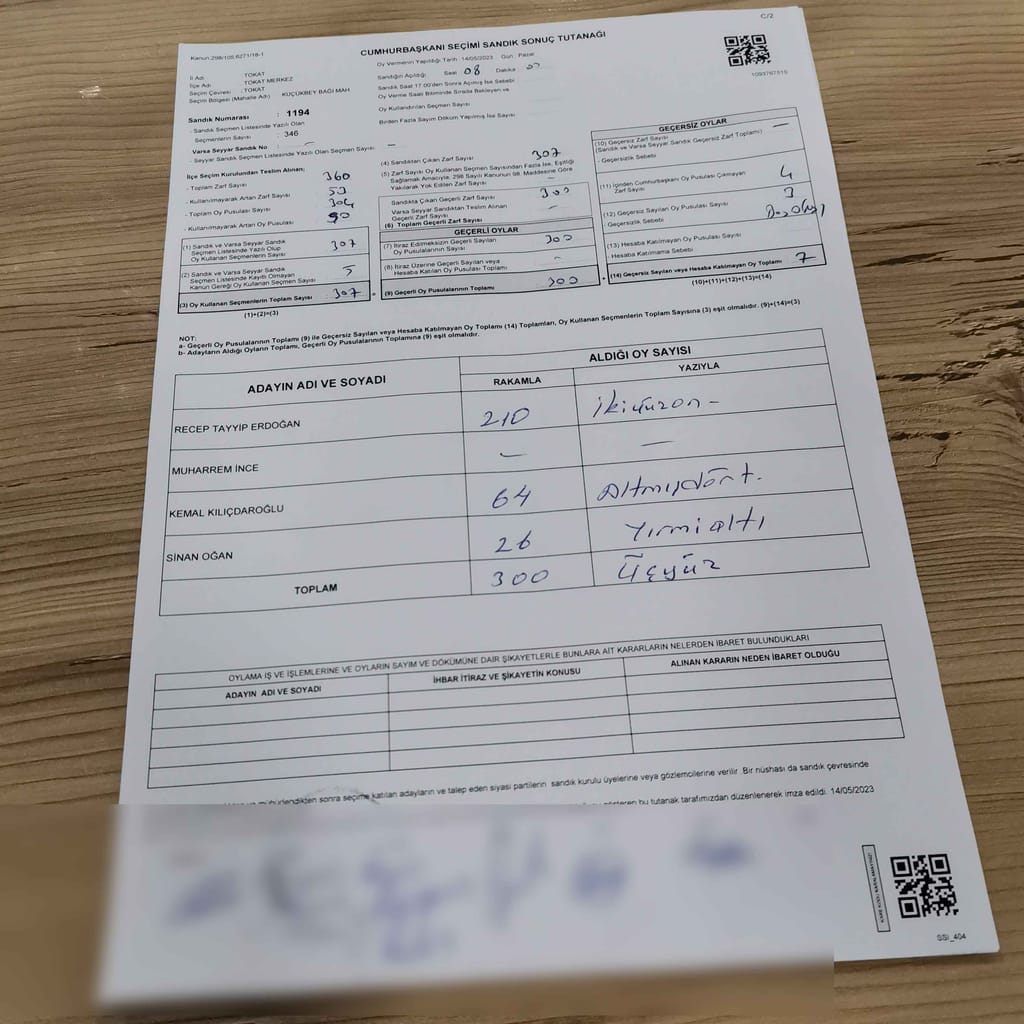 C/2
Kanun:298/105,6271/18-1
CUMHURBAŞKANI SEÇİMİ SANDIK SONUÇ TUTANAĞI
1093787515
İl Adı : TOKAT
İlçe Adı : TOKAT MERKEZ
Seçim Çevresi : TOKAT
Seçim Bölgesi (Mahalle Adı) KÜÇÜKBEY BAĞI MAH
Sandık Numarası : 1194
- Sandık Seçmen Listesinde Yazılı Olan
Seçmenlerin Sayısı : 346
Varsa Seyyar Sandık No
- Seyyar Sandık Seçmen Listesinde Yazılı Olan Seçmen Sayısı: –
Oy Vermenin Yapıldığı Tarih :14/05/2023 Gün : Pazar
Sandığın Açıldığı Saat 08 Dakika
Sandık Saat 17.00'den Sonra Açılmış İse Sebebi
Oy Verme Saati Bitiminde Sırada Bekleyen ve
Oy Kullandırılan Seçmen Sayısı
Birden Fazla Sayım Döküm Yapılmış İse Sayısı
İlçe Seçim Kurulundan Teslim Alınan;
- Toplam Zarf Sayısı 360
- Kullanılmayarak Artan Zarf Sayısı 53
- Toplam Oy Pusulası Sayısı
- Kullanılmayarak Artan Oy Pusulası
(1) Sandık ve Varsa Seyyar Sandık
Seçmen Listesinde Yazılı Olup
Oy Kullanan Seçmenlerin Sayısı 307
(2) Sandık ve Varsa Seyyar Sandık
Seçmen Listesinde Kayıtlı Olmayan
Kanun Gereği Oy Kullanan Seçmen Sayısı
(3) Oy Kullanan Seçmenlerin Toplam Sayısı 307
(1)+(2)=(3)
(4) Sandıktan Çıkan Zarf Sayısı 307
(5) Zarf Sayısı Oy Kullanan Seçmen Sayısından Fazla İse, Eşitliği
Sağlamak Amacıyla, 298 Sayılı Kanunun 98. Maddesine Göre
Yakılarak Yok Edilen Zarf Sayısı –
Sandıkta Çıkan Geçerli Zarf Sayısı 300
Varsa Seyyar Sandıktan Teslim Alınan
Geçerli Zarf Sayısı –
(6) Toplam Geçerli Zarf Sayısı
GEÇERLİ OYLAR
(7) İtiraz Edilmeksizin Geçerli Sayılan
Oy Pusulalarının Sayısı 300
(8) İtiraz Üzerine Geçerli Sayılan veya
Hesaba Katılan Oy Pusulası Toplamı –
(9) Geçerli Oy Pusulalarının Toplamı 300
GEÇERSİZ OYLAR
(10) Geçersiz Zarf Sayısı –
(Sandık ve Varsa Seyyar Sandık Geçersiz Zarf Toplamı)
- Geçersizlik Sebebi
(11) İçinden Cumhurbaşkanı Oy Pusulası Çıkmayan
Zarf Sayısı 4
(12) Geçersiz Sayılan Oy Pusulası Sayısı 3
Geçersizlik Sebebi
(13) Hesaba Katılmayan Oy Pusulası Sayısı
Hesaba Katılmama Sebebi
(14) Geçersiz Sayılan veya Hesaba Katılmayan Oy Toplamı 7
(10)+(11)+(12)+(13)=(14)
NOT:
a- Geçerli Oy Pusulalarının Toplamı (9) ile Geçersiz Sayılan veya Hesaba Katılmayan Oy Toplamı (14) Toplamları, Oy Kullanan Seçmenlerin Toplam Sayısına (3) eşit olmalıdır. (9)+(14)=(3)
b- Adayların Aldığı Oyların Toplamı, Geçerli Oy Pusulalarının Toplamına (9) eşit olmalıdır.
ADAYIN ADI VE SOYADI
ALDIĞI OY SAYISI
RAKAMLA YAZIYLA
RECEP TAYYIP ERDOĞAN 210 ikiyüzon –
MUHARREM İNCE – –
KEMAL KILIÇDAROĞLU 64 Altmışdört.
SİNAN OĞAN 26 Yırmialtı
TOPLAM 300 Üçyüz
OYLAMA İŞ VE İŞLEMLERİNE VE OYLARIN SAYIM VE DÖKÜMÜNE DAİR ŞİKAYETLERLE BUNLARA AİT KARARLARIN NELERDEN İBARET BULUNDUKLARI
ADAYIN ADI VE SOYADI İHBAR İTİRAZ VE ŞİKAYETİN KONUSU ALINAN KARARIN NEDEN İBARET OLDUĞU
mühürlendikten sonra seçime katılan adayların ve talep eden siyasi partilerin sandık kurulu üyelerine veya gözlemcilerine verilir. Bir nüshası da sandık çevresinde
gösteren bu tutanak tarafımızdan düzenlenerek imza edildi. 14/05/2023
SSI_404